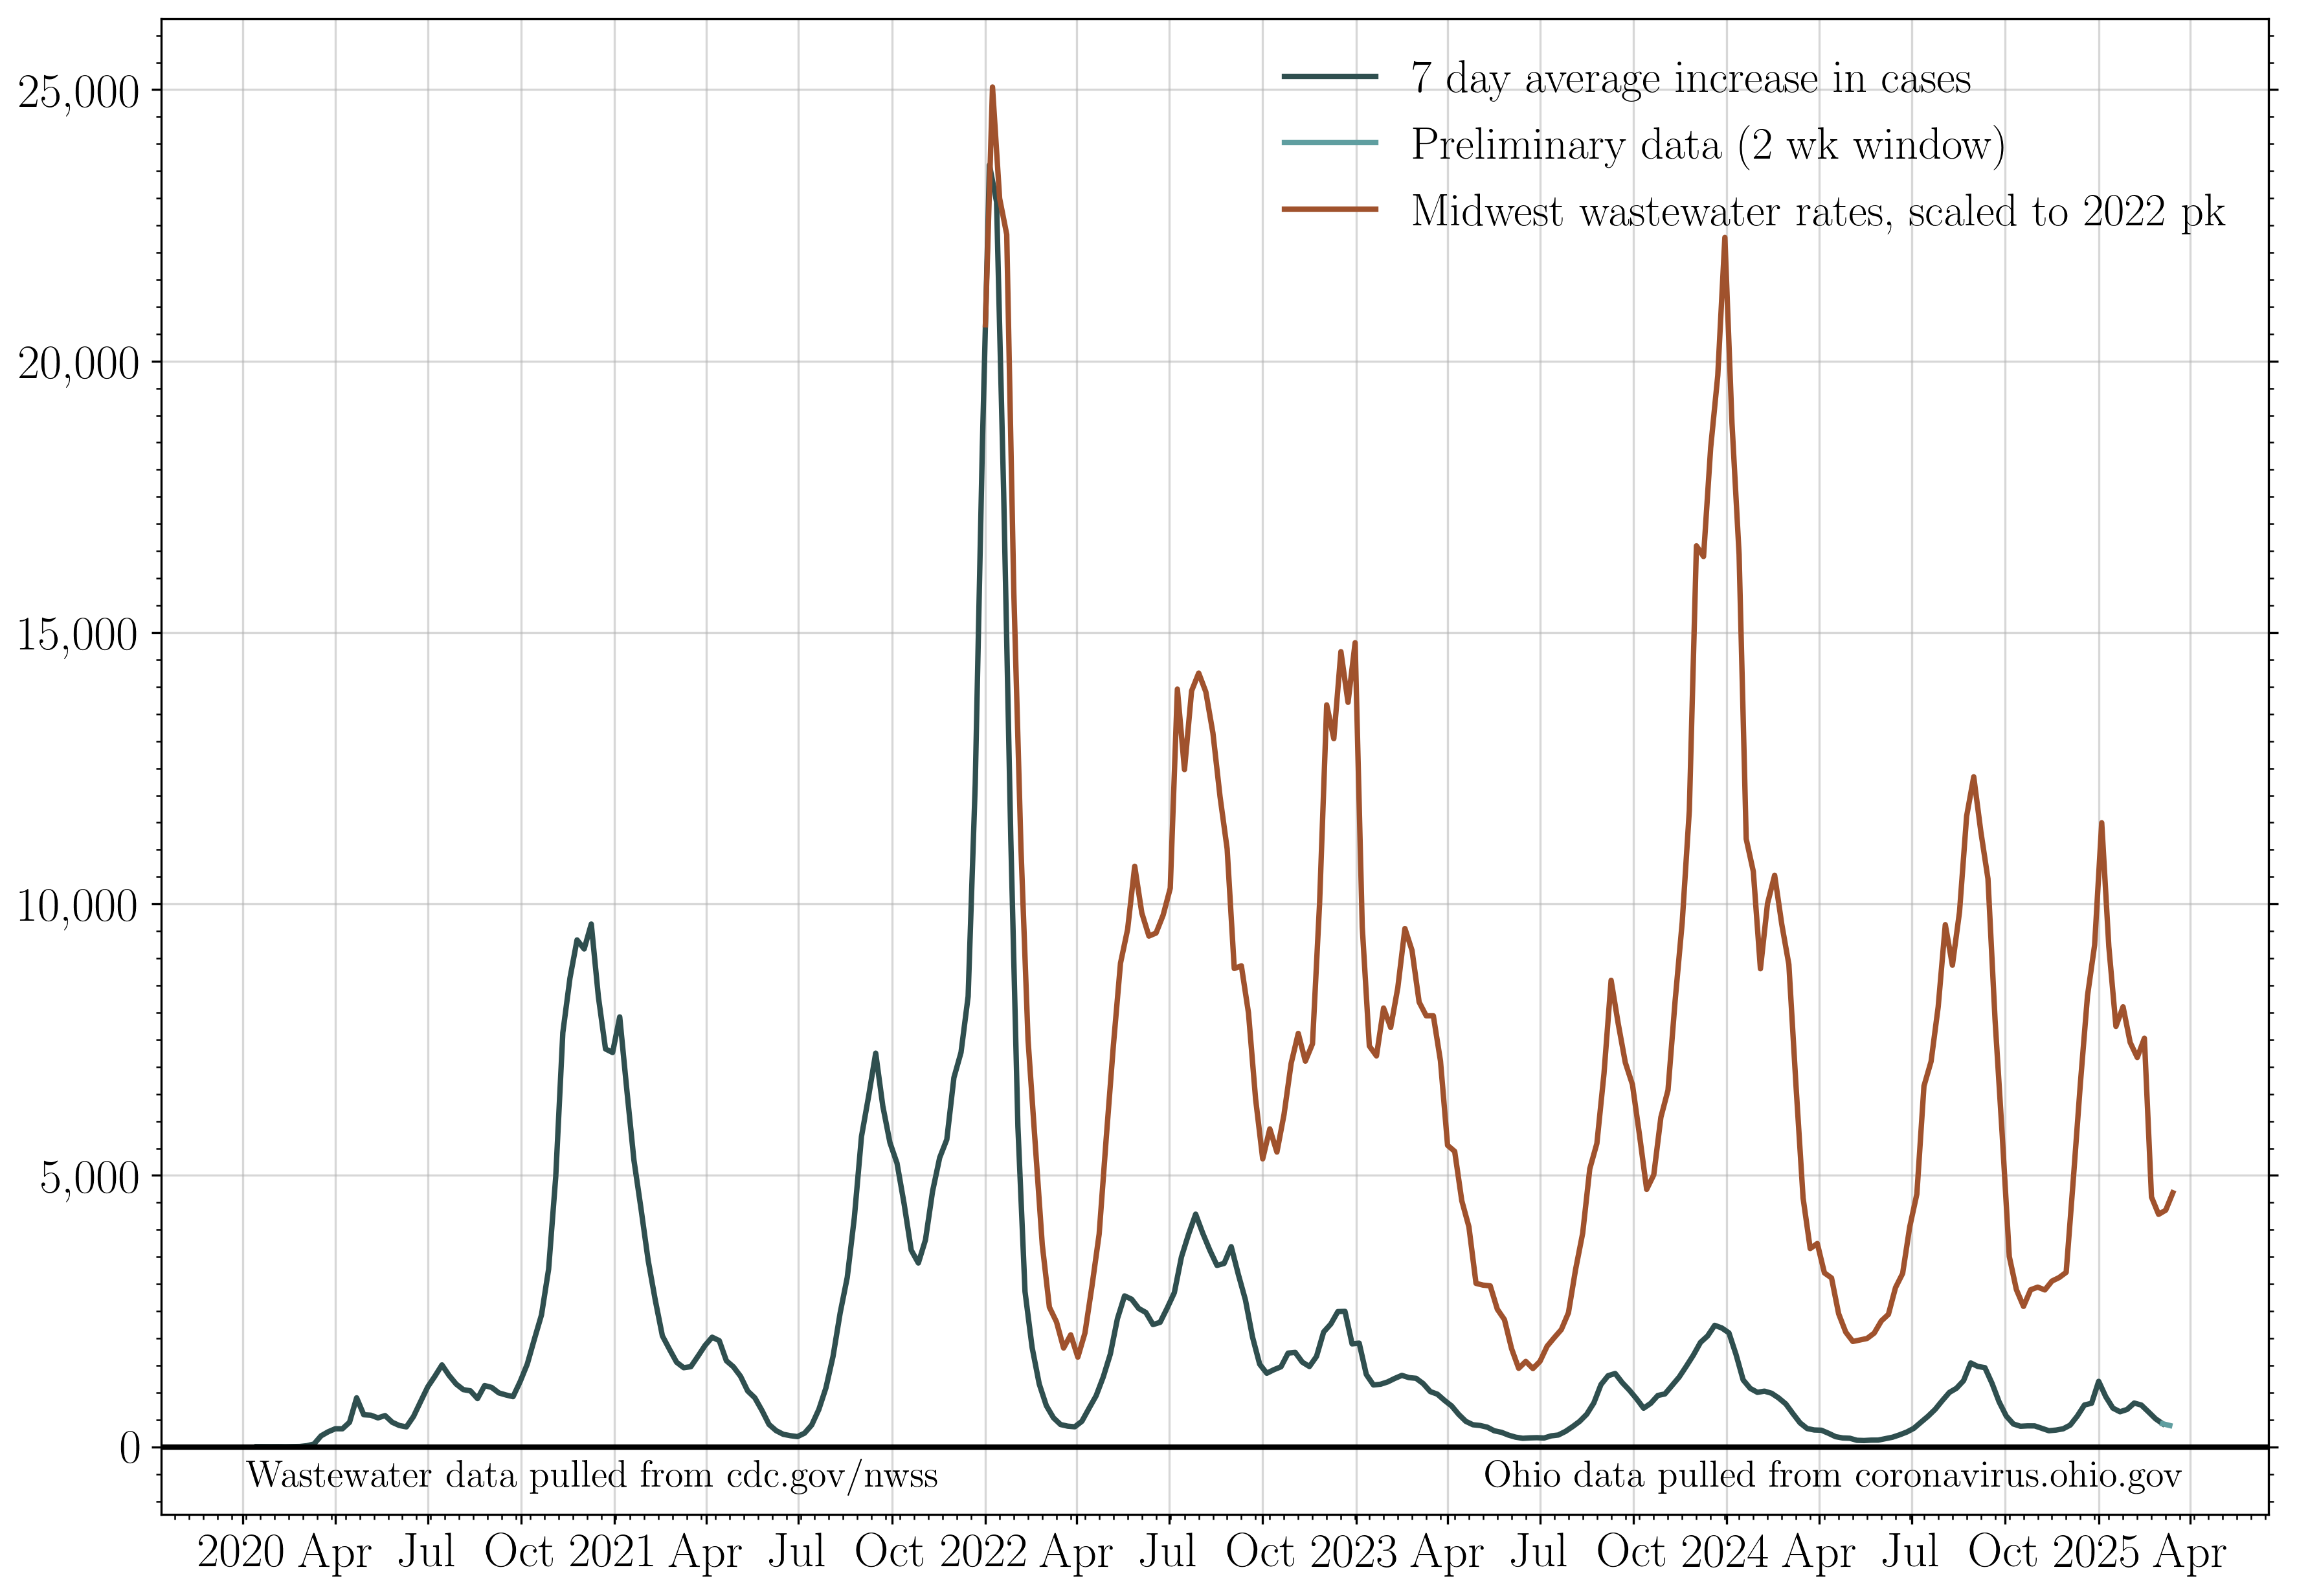 25,000
20,000
15,000
10,000
5,000
0
7 day average increase in cases
Preliminary data (2 wk window)
Midwest wastewater rates, scaled to 2022 pk
Wastewater data pulled from cdc.gov/nwss
Ohio data pulled from coronavirus.ohio.gov
2020 Apr Jul Oct 2021 Apr Jul Oct 2022 Apr Jul Oct 2023 Apr Jul Oct 2024 Apr Jul Oct 2025 Apr